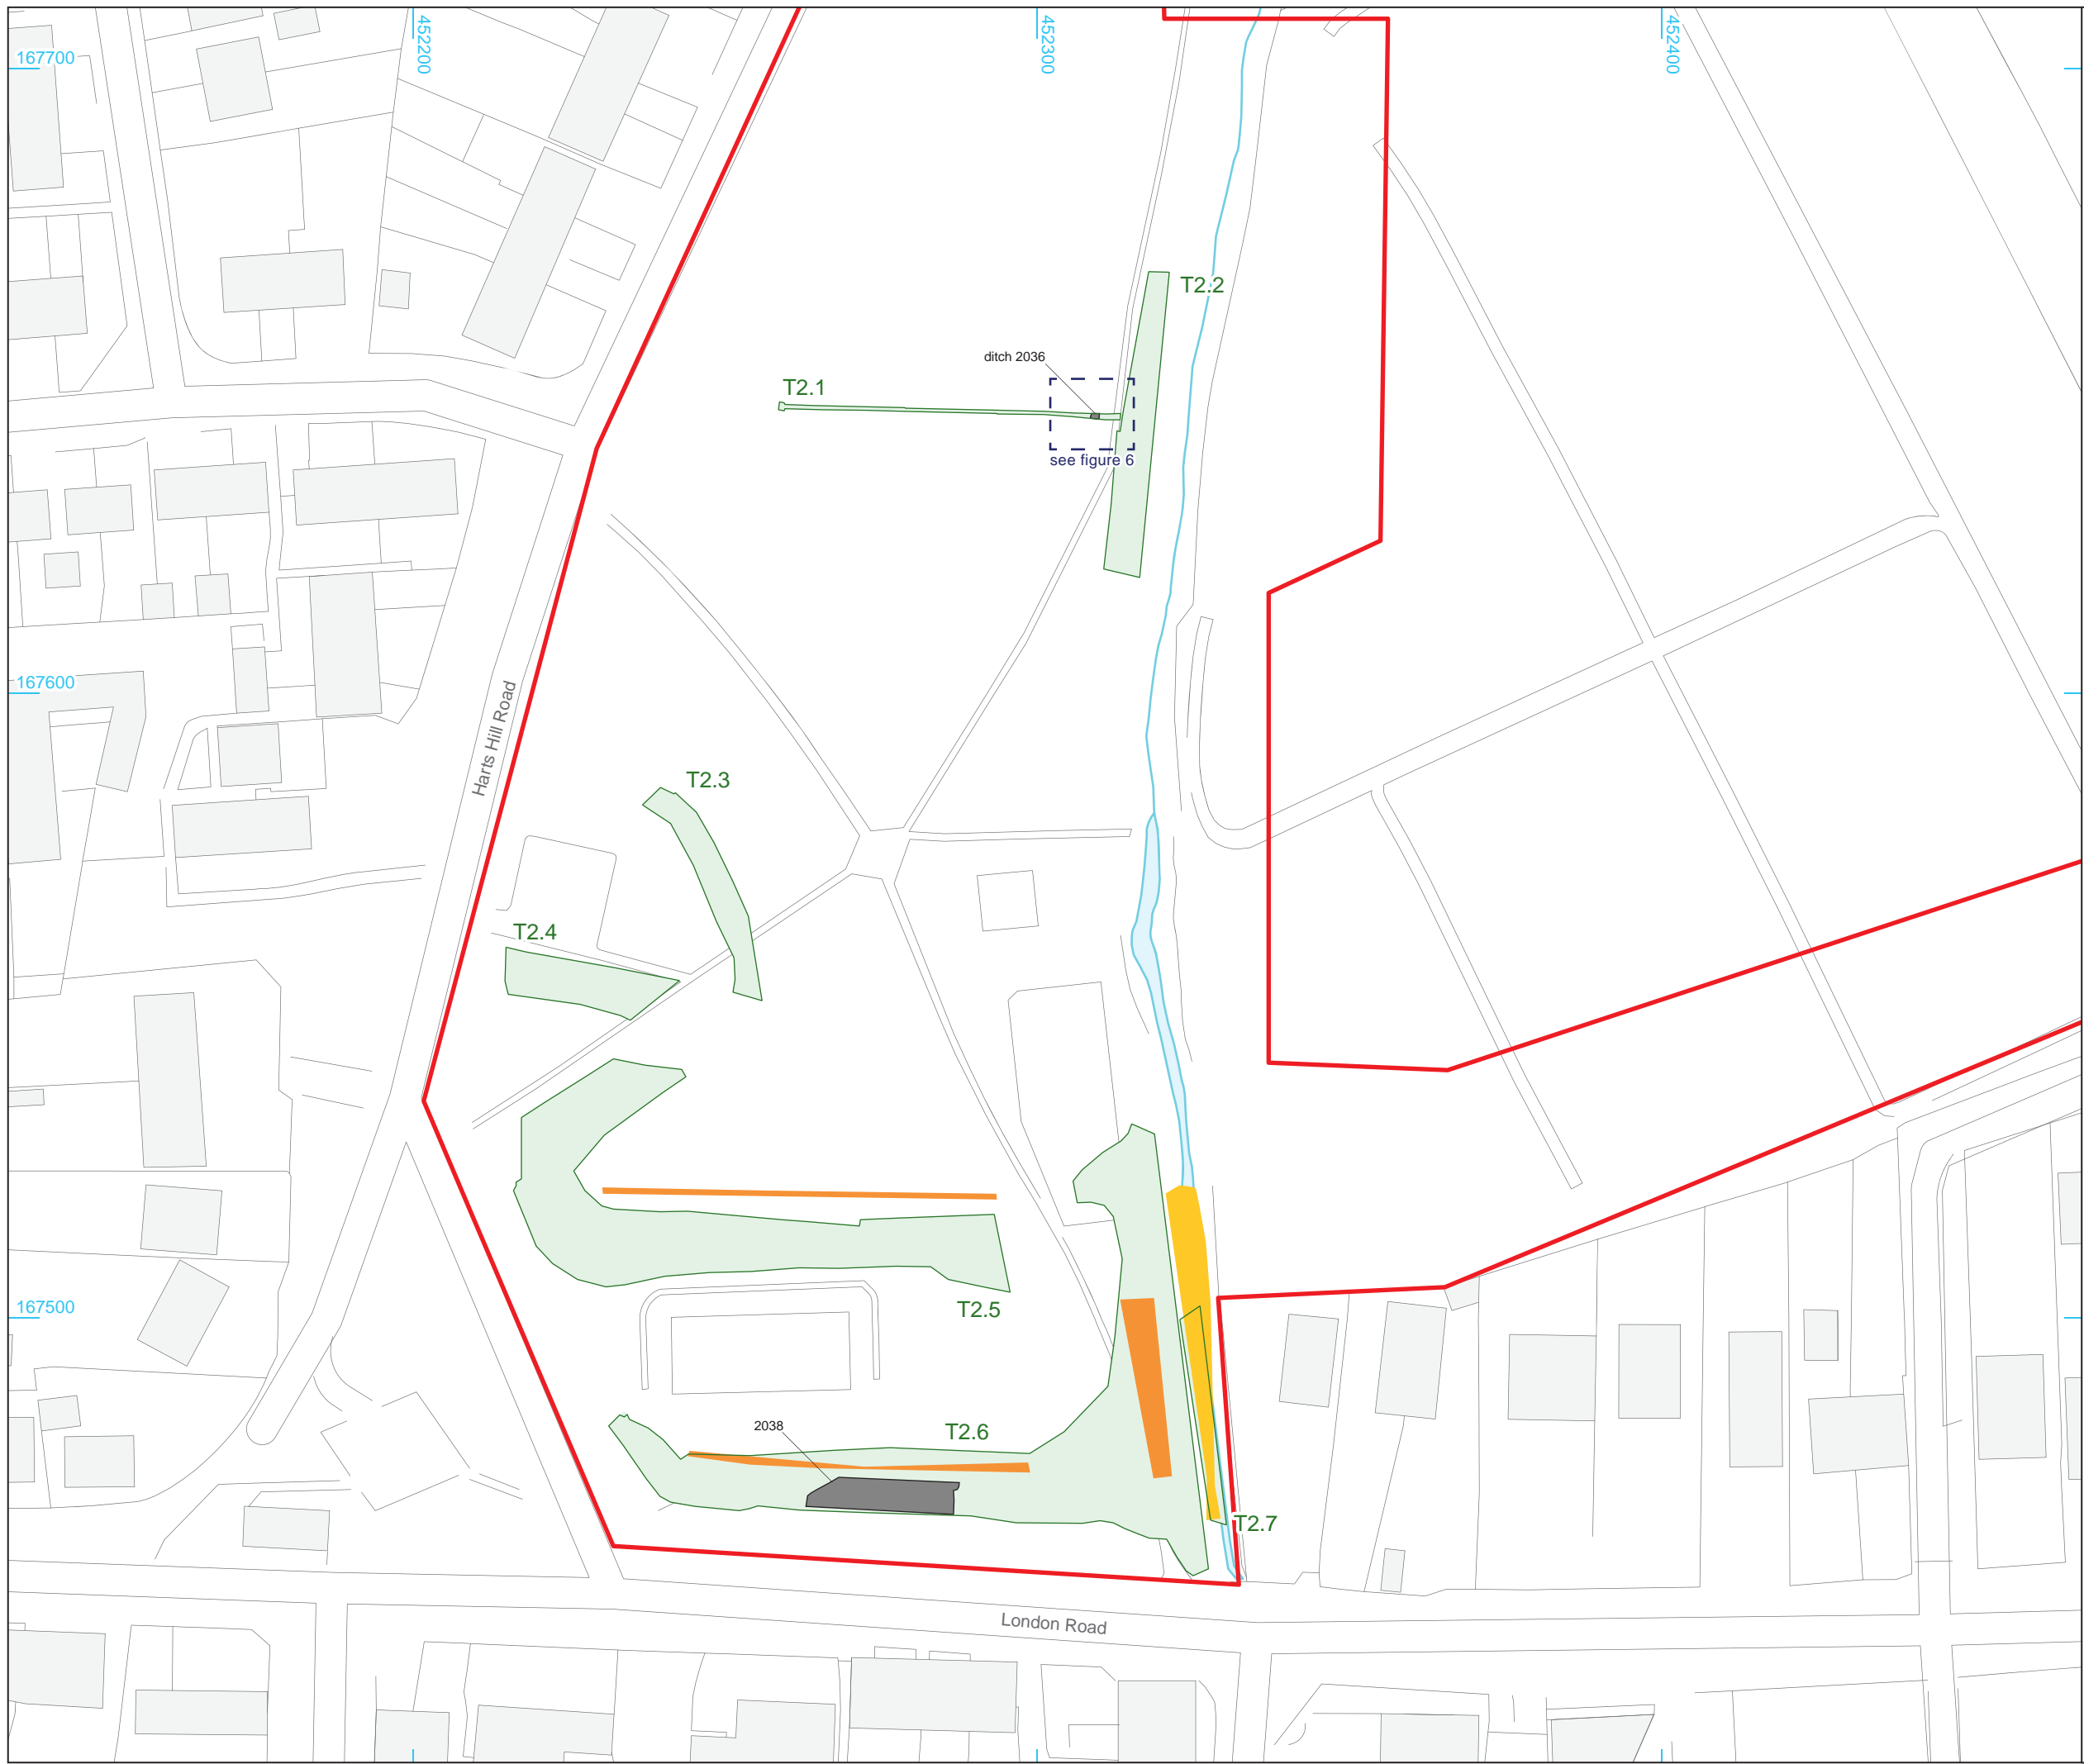 452200
452300
452400
167700
T2.2
ditch 2036
T2.1
see figure 6
167600
Harts Hill Road
T2.3
T2.4
167500
T2.5
2038
T2.6
T2.7
London Road